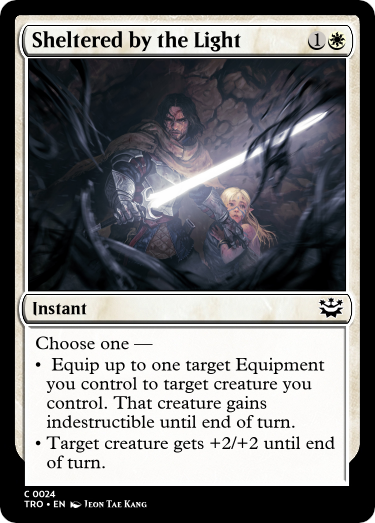 Sheltered by the Light 1
Instant
Choose one —
• Equip up to one target Equipment
you control to target creature you
control. That creature gains
indestructible until end of turn.
• Target creature gets +2/+2 until end
of turn.
C 0024
TRO • EN Jeon Tae Kang